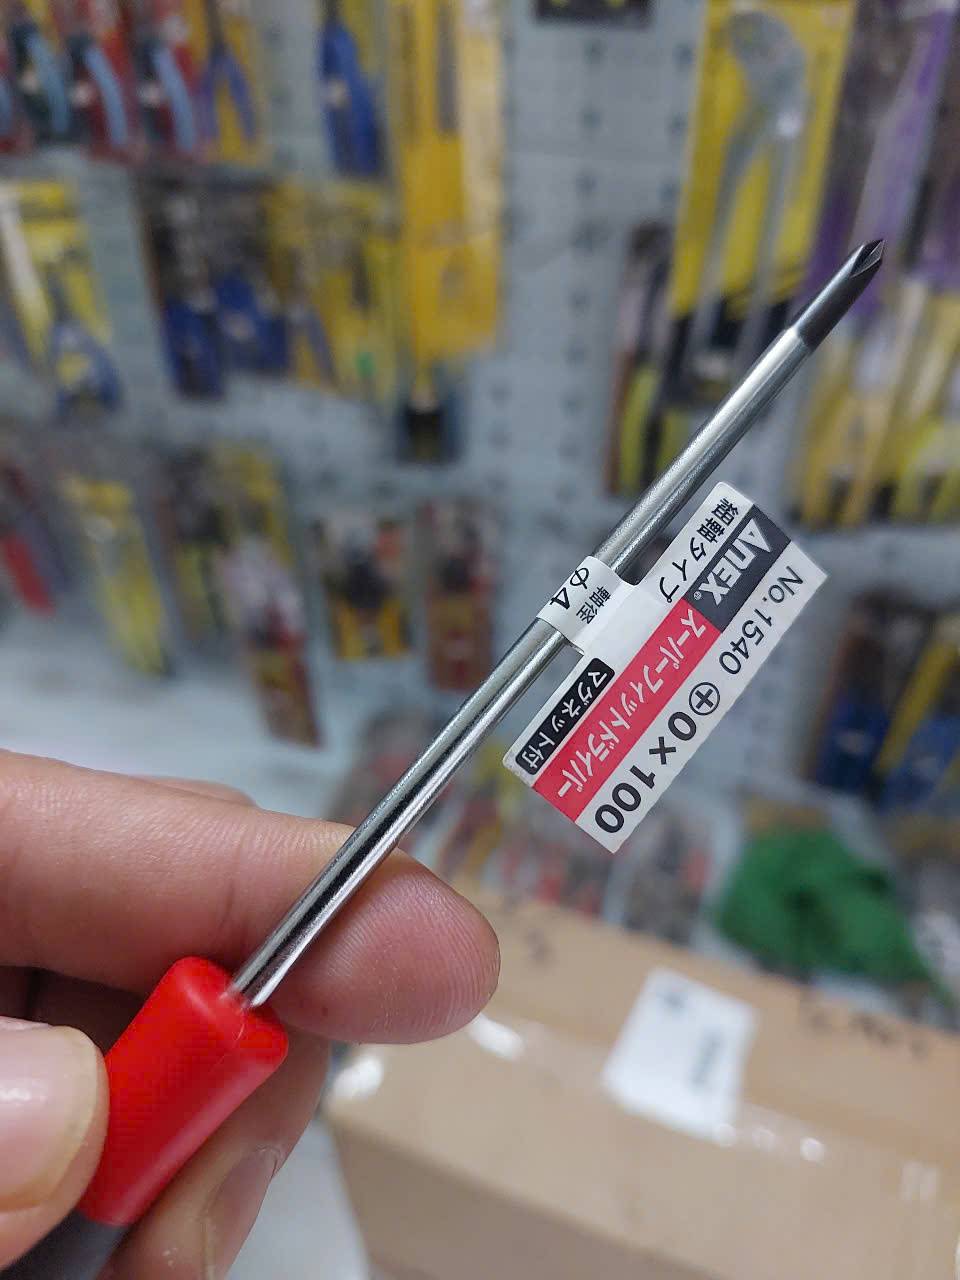 ANEX®
No.1540 ⊕0×100
細軸タイプ
スーパーフィットドライバー
マグネット付
軸径
φ4